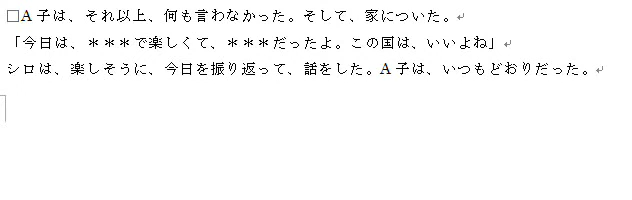 □A子は、それ以上、何も言わなかった。そして、家についた。
「今日は、＊＊＊で楽しくて、＊＊＊だったよ。この国は、いいよね」
シロは、楽しそうに、今日を振り返って、話をした。A子は、いつもどおりだった。